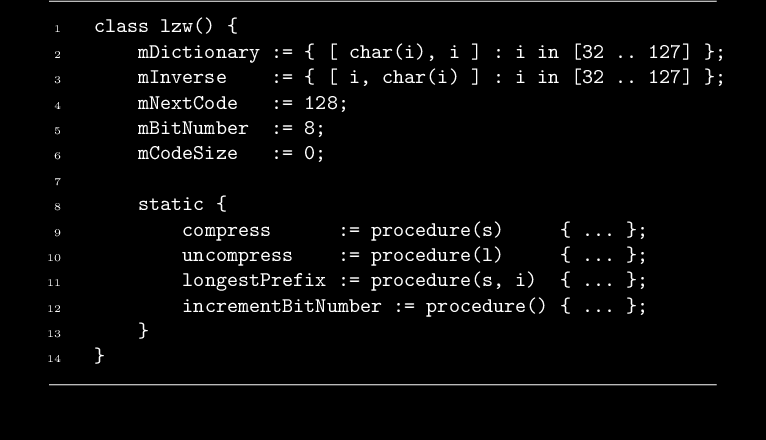 1 class lzw() {
2     mDictionary := { [ char(i), i ] : i in [32 .. 127] };
3     mInverse    := { [ i, char(i) ] : i in [32 .. 127] };
4     mNextCode   := 128;
5     mBitNumber  := 8;
6     mCodeSize   := 0;
7
8     static {
9         compress      := procedure(s)     { ... };
10         uncompress    := procedure(l)     { ... };
11         longestPrefix := procedure(s, i)  { ... };
12         incrementBitNumber := procedure() { ... };
13     }
14 }